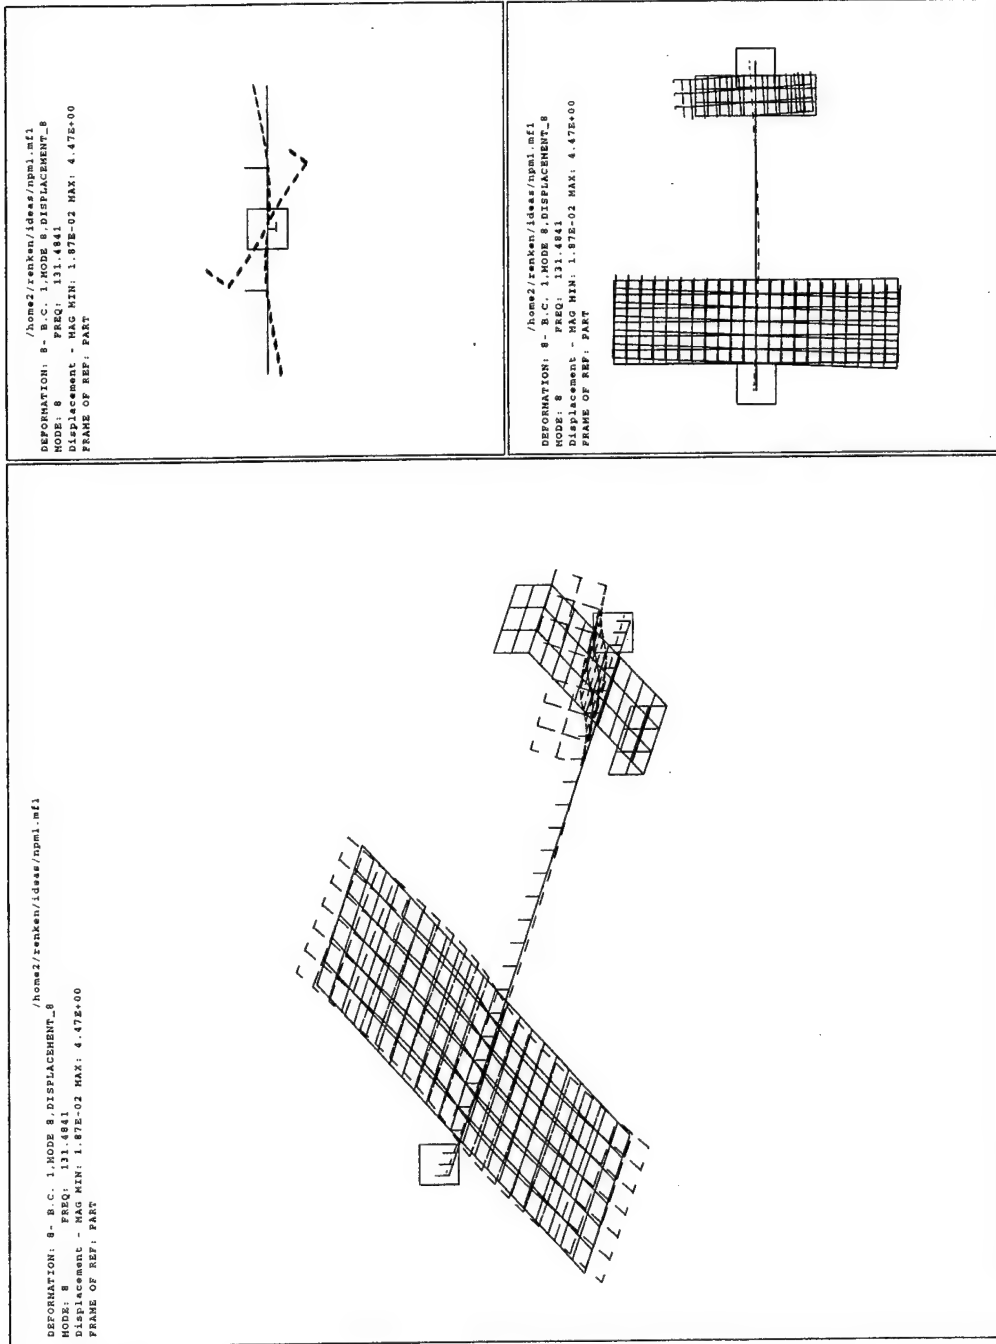 /home2/renken/ideas/npm1.mf1
DEFORMATION: 8- B.C. 1,MODE 8,DISPLACEMENT_8
MODE: 8 FREQ: 131.4841
Displacement - MAG MIN: 1.87E-02 MAX: 4.47E+00
FRAME OF REF: PART
/home2/renken/ideas/npm1.mf1
DEFORMATION: 8- B.C. 1,MODE 8,DISPLACEMENT_8
MODE: 8 FREQ: 131.4841
Displacement - MAG MIN: 1.87E-02 MAX: 4.47E+00
FRAME OF REF: PART
/home2/renken/ideas/npm1.mf1
DEFORMATION: 8- B.C. 1,MODE 8,DISPLACEMENT_8
MODE: 8 FREQ: 131.4841
Displacement - MAG MIN: 1.87E-02 MAX: 4.47E+00
FRAME OF REF: PART